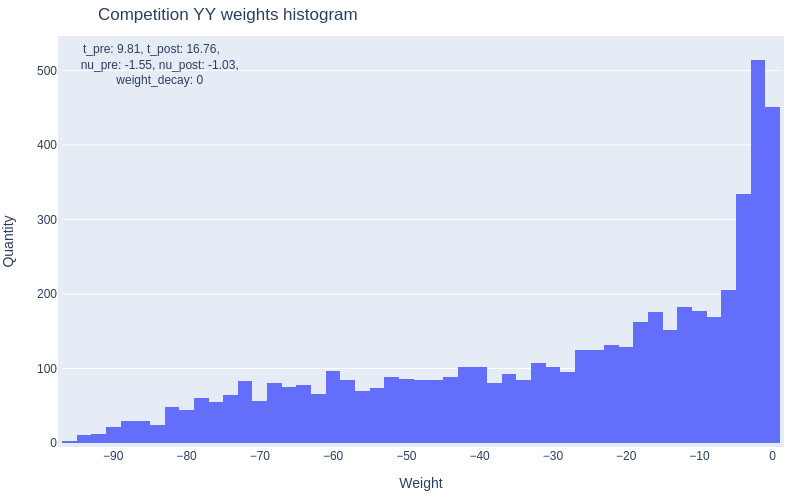 Competition YY weights histogram
t_pre: 9.81, t_post: 16.76,
nu_pre: -1.55, nu_post: -1.03,
weight_decay: 0
500
400
300
200
100
0
Quantity
−90 −80 −70 −60 −50 −40 −30 −20 −10 0
Weight